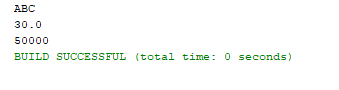 ABC
30.0
50000
BUILD SUCCESSFUL (total time: 0 seconds)